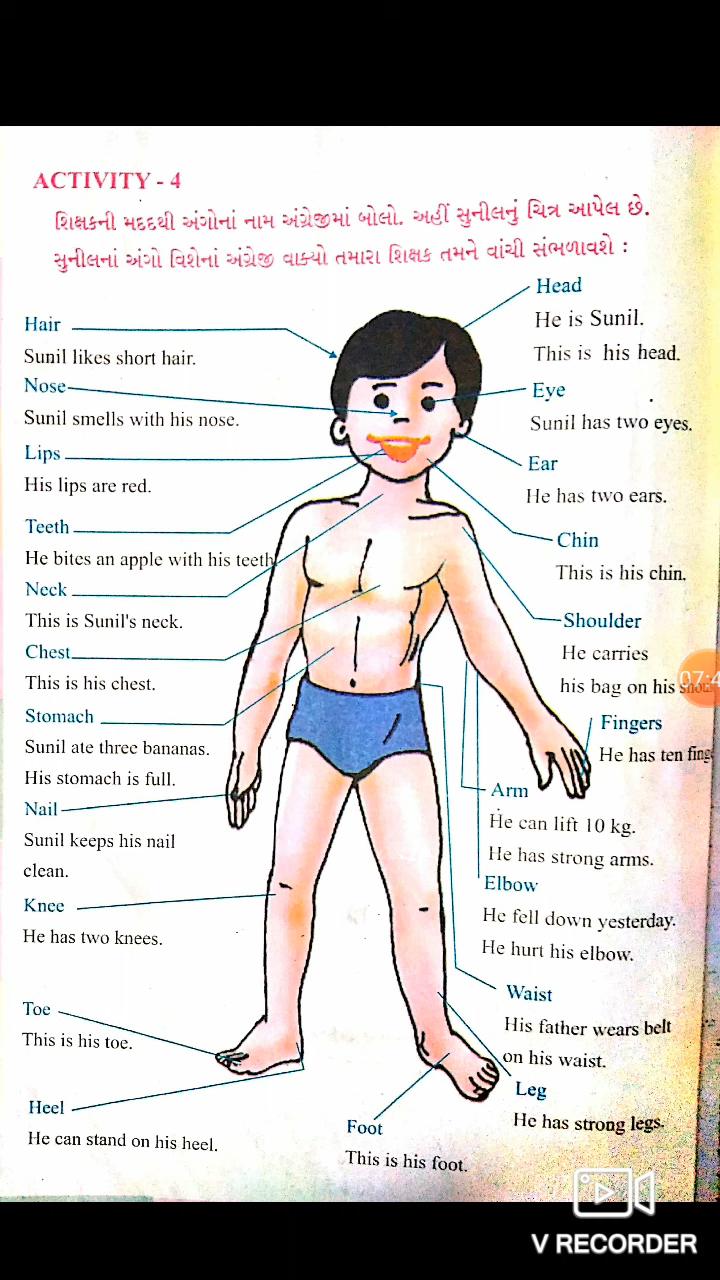 ACTIVITY - 4
શિક્ષકની મદદથી અંગોનાં નામ અંગ્રેજીમાં બોલો. અહીં સુનીલનું ચિત્ર આપેલ છે.
સુનીલનાં અંગો વિશેનાં અંગ્રેજી વાક્યો તમારા શિક્ષક તમને વાંચી સંભળાવશે :
Hair
Sunil likes short hair.
Nose
Sunil smells with his nose.
Lips
His lips are red.
Teeth
He bites an apple with his teeth
Neck
This is Sunil's neck.
Chest
This is his chest.
Stomach
Sunil ate three bananas.
His stomach is full.
Nail
Sunil keeps his nail
clean.
Knee
He has two knees.
Toe
This is his toe.
Heel
He can stand on his heel.
Head
He is Sunil.
This is his head.
Eye
Sunil has two eyes.
Ear
He has two ears.
Chin
This is his chin.
Shoulder
He carries
his bag on his
Fingers
He has ten
Arm
He can lift 10 kg.
He has strong arms.
Elbow
He fell down yesterday.
He hurt his elbow.
Waist
His father wears belt
on his waist.
Leg
He has strong legs.
Foot
This is his foot.
07:4
V RECORDER